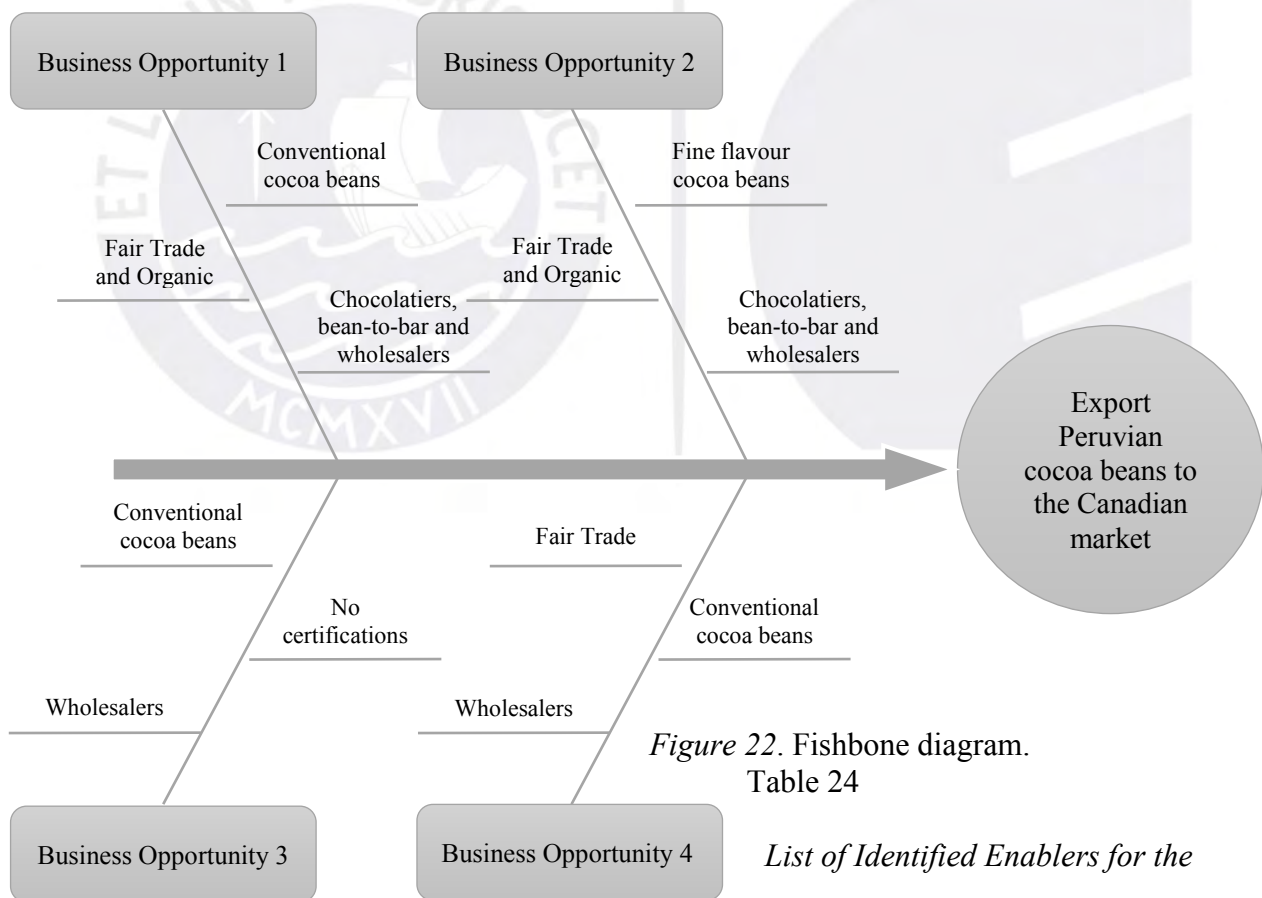 Business Opportunity 1
Business Opportunity 2
Conventional
cocoa beans
Fair Trade
and Organic
Chocolatiers,
bean-to-bar and
wholesalers
Fine flavour
cocoa beans
Fair Trade
and Organic
Chocolatiers,
bean-to-bar and
wholesalers
Export
Peruvian
cocoa beans to
the Canadian
market
Conventional
cocoa beans
No
certifications
Wholesalers
Fair Trade
Conventional
cocoa beans
Wholesalers
Business Opportunity 3
Business Opportunity 4
Figure 22. Fishbone diagram.
Table 24
List of Identified Enablers for the
MCMXVII